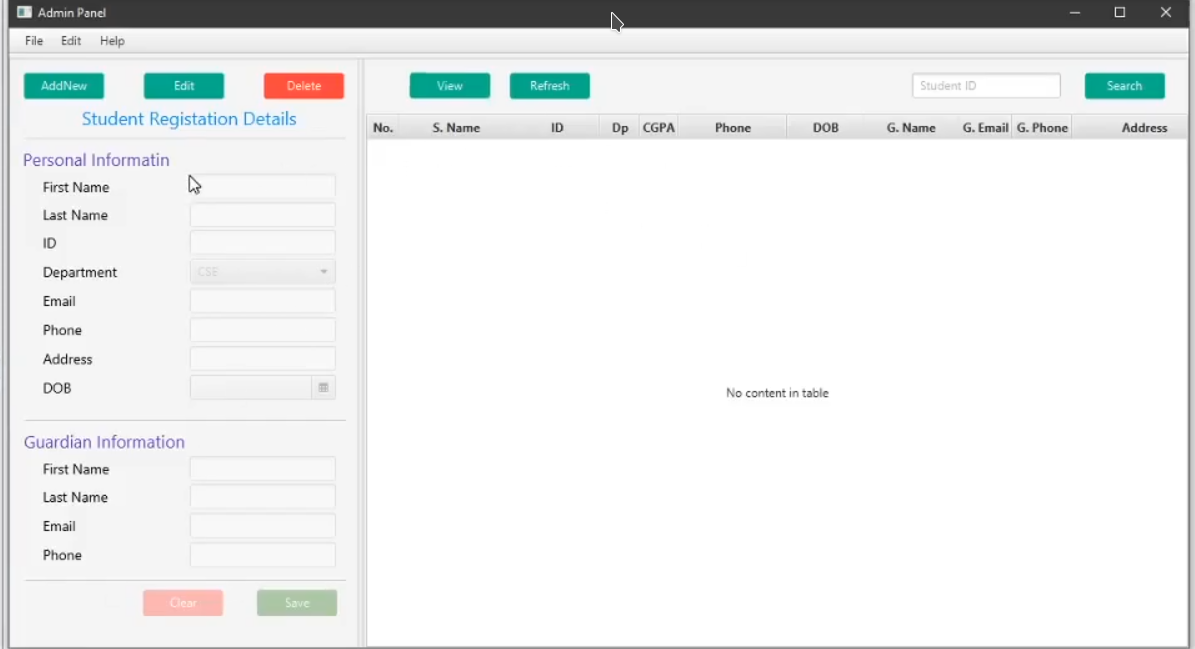 Admin Panel
File Edit Help
AddNew Edit Delete
View Refresh Student ID Search
Student Registation Details
No. S. Name ID Dp CGPA Phone DOB G. Name G. Email G. Phone Address
Personal Informatin
First Name
Last Name
ID
Department CSE
Email
Phone
Address
DOB
No content in table
Guardian Information
First Name
Last Name
Email
Phone
Clear Save